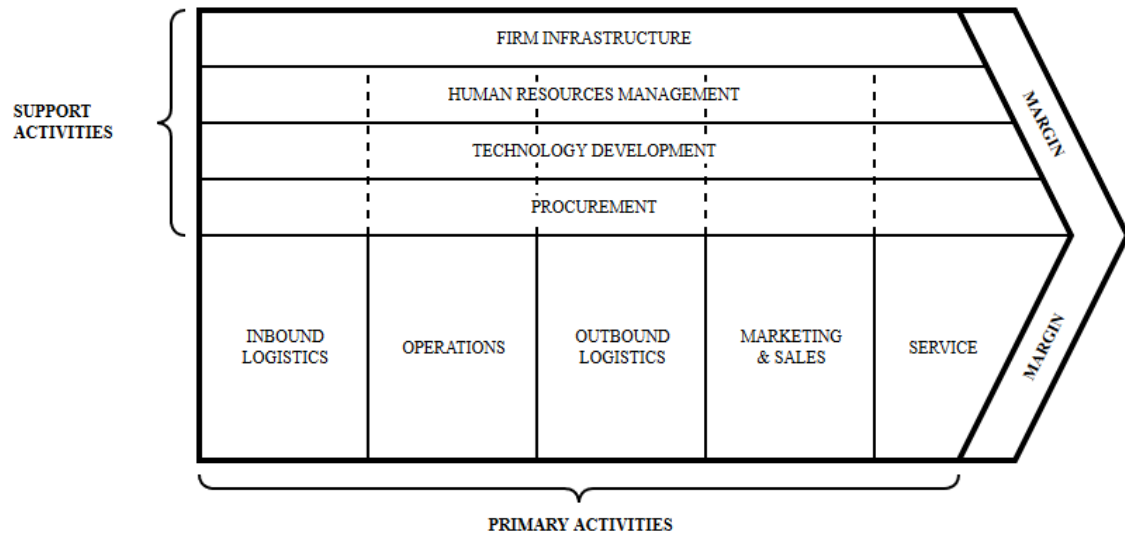 FIRM INFRASTRUCTURE
HUMAN RESOURCES MANAGEMENT
TECHNOLOGY DEVELOPMENT
PROCUREMENT
SUPPORT
ACTIVITIES
MARGIN
INBOUND
LOGISTICS
OPERATIONS
OUTBOUND
LOGISTICS
MARKETING
& SALES
SERVICE
MARGIN
PRIMARY ACTIVITIES